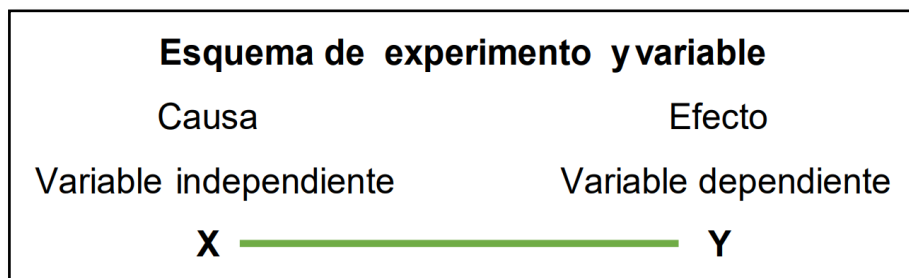 Esquema de experimento y variable
Causa Efecto
Variable independiente Variable dependiente
X Y